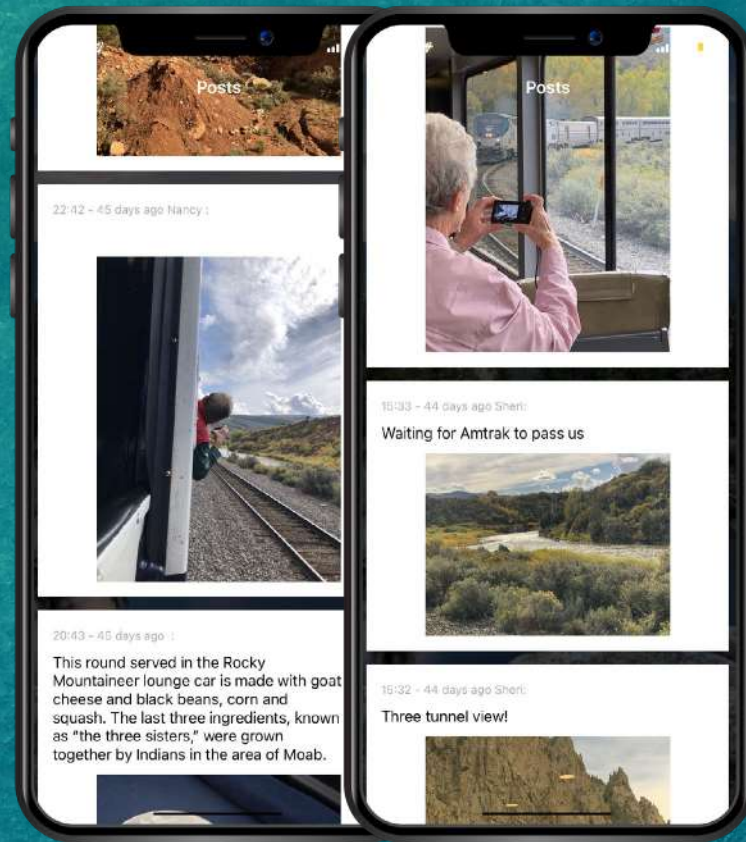 Posts
22:42 - 45 days ago Nancy :
20:43 - 45 days ago :
This round served in the Rocky
Mountaineer lounge car is made with goat
cheese and black beans, corn and
squash. The last three ingredients, known
as “the three sisters,” were grown
together by Indians in the area of Moab.
Posts
15:33 - 44 days ago Sheri:
Waiting for Amtrak to pass us
15:32 - 44 days ago Sheri:
Three tunnel view!